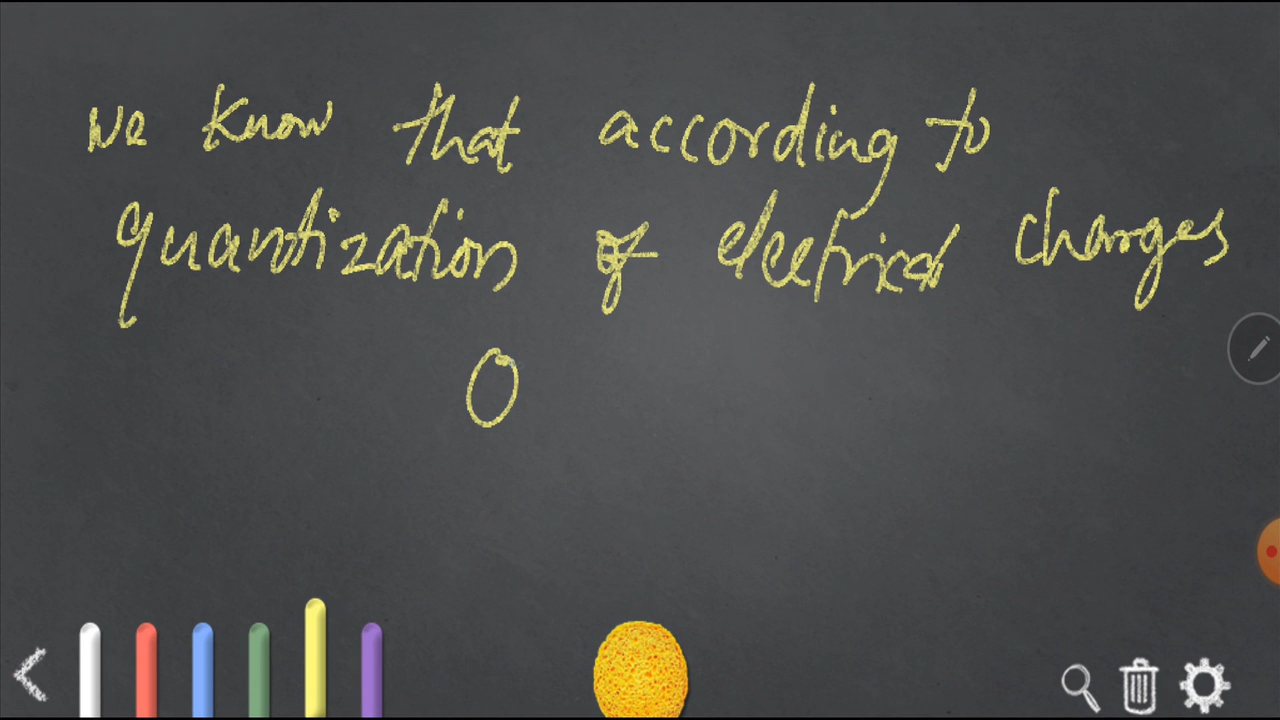 we know that according to
quantization of electrical charges
O